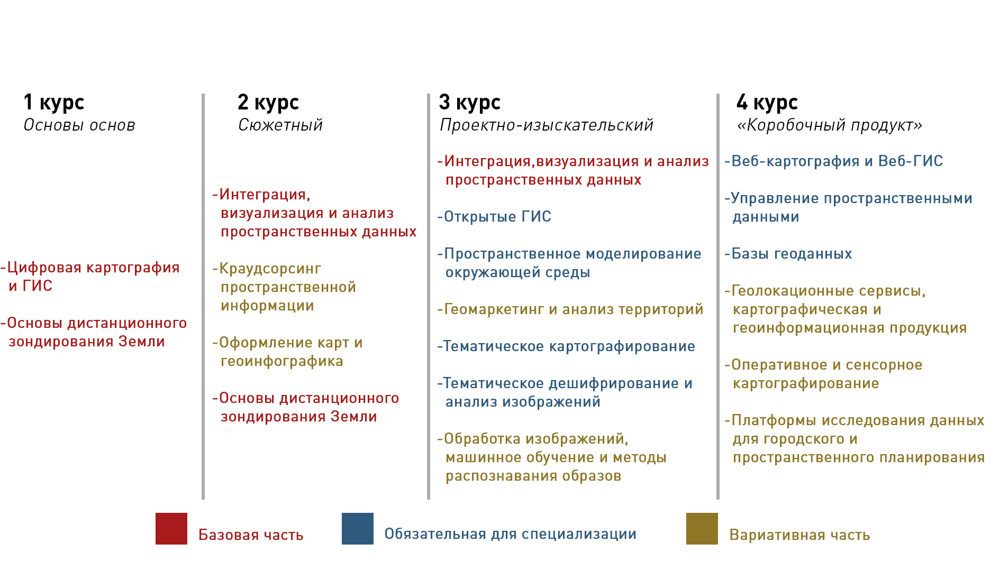 1 курс
Основы основ
-Цифровая картография
и ГИС
-Основы дистанционного
зондирования Земли
2 курс
Сюжетный
-Интеграция,
визуализация и анализ
пространственных данных
-Краудсорсинг
пространственной
информации
-Оформление карт и
геоинфографика
-Основы дистанционного
зондирования Земли
3 курс
Проектно-изыскательский
-Интеграция,визуализация и анализ
пространственных данных
-Открытые ГИС
-Пространственное моделирование
окружающей среды
-Геомаркетинг и анализ территорий
-Тематическое картографирование
-Тематическое дешифрирование и
анализ изображений
-Обработка изображений,
машинное обучение и методы
распознавания образов
4 курс
«Коробочный продукт»
-Веб-картография и Веб-ГИС
-Управление пространственными
данными
-Базы геоданных
-Геолокационные сервисы,
картографическая и
геоинформационная продукция
-Оперативное и сенсорное
картографирование
-Платформы исследования данных
для городского и
пространственного планирования
Базовая часть
Обязательная для специализации
Вариативная часть